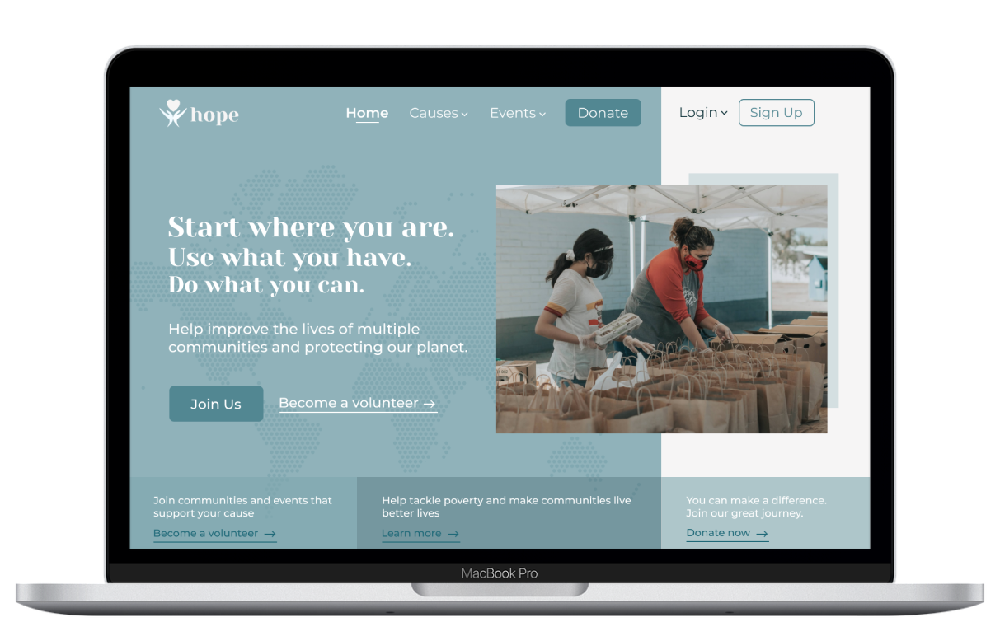 hope
Home
Causes
Events
Donate
Login
Sign Up
Start where you are.
Use what you have.
Do what you can.
Help improve the lives of multiple
communities and protecting our planet.
Join Us
Become a volunteer →
Join communities and events that
support your cause
Become a volunteer →
Help tackle poverty and make communities live
better lives
Learn more →
You can make a difference.
Join our great journey.
Donate now →
MacBook Pro